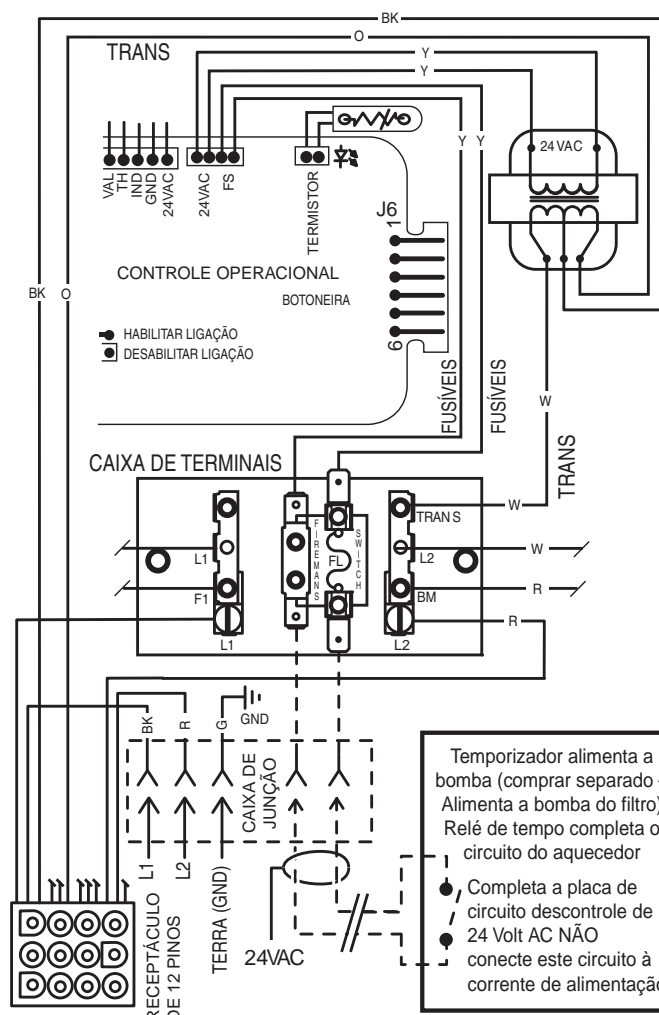 BK
O
TRANS
Y
Y
Y Y
24VAC
VAL
TH
IND
GND
24VAC
24VAC
FS
TERMISTOR
J6
1
6
CONTROLE OPERACIONAL
BOTONEIRA
BK
O
HABILITAR LIGAÇÃO
DESABILITAR LIGAÇÃO
FUSÍVEIS
FUSÍVEIS
W
TRANS
CAIXA DE TERMINAIS
L1
F1
L1
FIREMANS
FL
SWITCH
TRANS
L2
BM
L2
W
W
R
R
BK
R
G
GND
CAIXA DE
JUNÇÃO
L1
L2
TERRA (GND)
24VAC
RECEPTÁCULO
DE 12 PINOS
Temporizador alimenta a
bomba (comprar separado -
Alimenta a bomba do filtro)
Relé de tempo completa o
circuito do aquecedor
Completa a placa de
circuito descontrole de
24 Volt AC NÃO
conecte este circuito à
corrente de alimentação